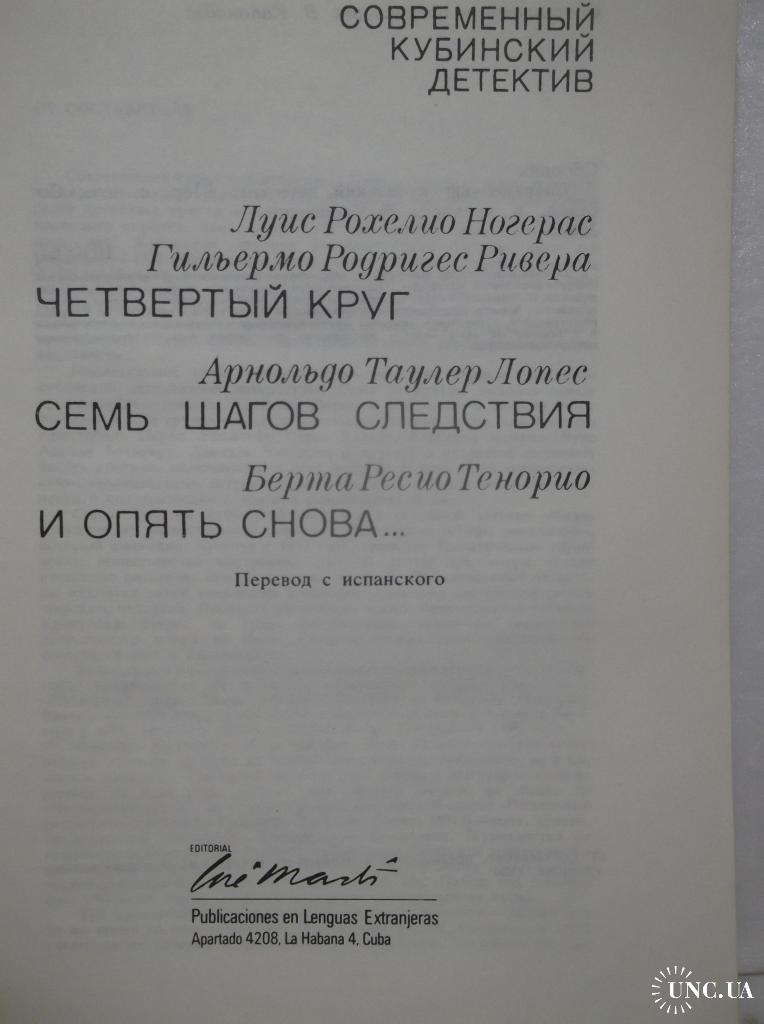 СОВРЕМЕННЫЙ
КУБИНСКИЙ
ДЕТЕКТИВ
Луис Рохелио Ногерас
Гильермо Родригес Ривера
ЧЕТВЕРТЫЙ КРУГ
Арнольдо Таулер Лопес
СЕМЬ ШАГОВ СЛЕДСТВИЯ
Берта Ресио Тенорио
И ОПЯТЬ СНОВА...
Перевод с испанского
EDITORIAL
José Martí
Publicaciones en Lenguas Extranjeras
Apartado 4208, La Habana 4, Cuba
UNC.UA